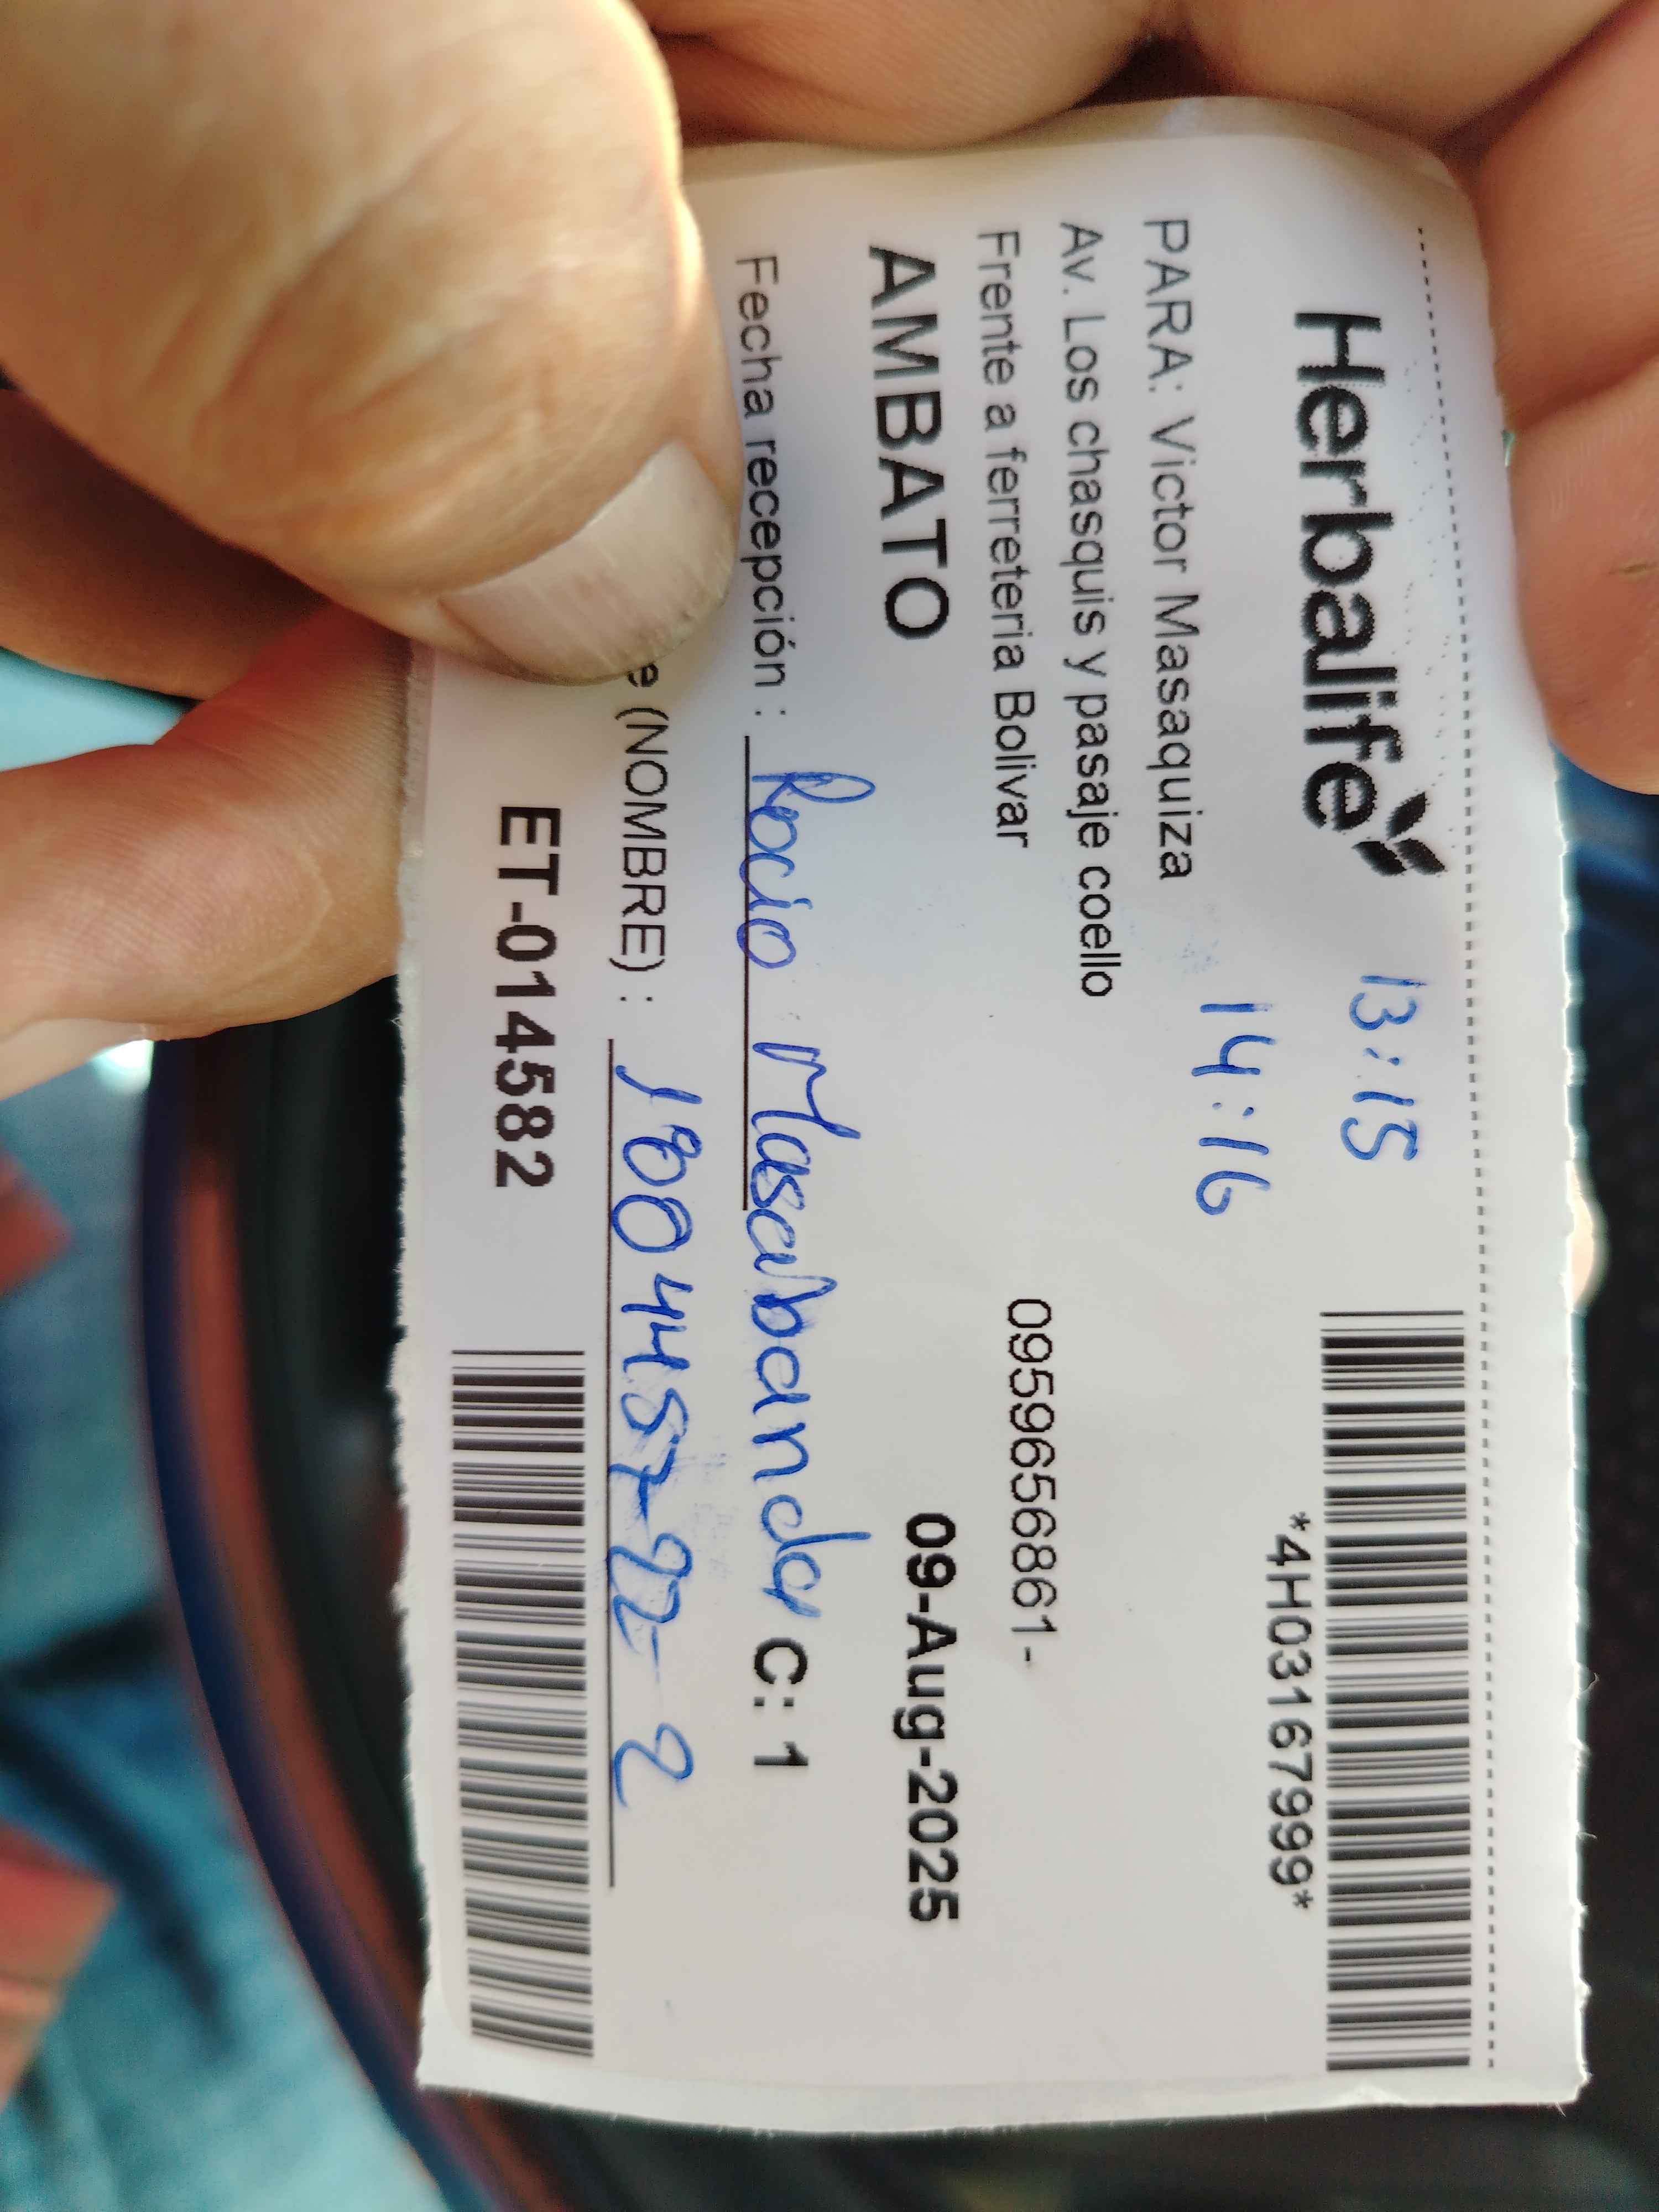 Herbalife
13:15
*4H03167999*
PARA: Victor Masaquiza
14:16
Av. Los chasquis y pasaje coello
Frente a ferreteria Bolivar
0959656861-
AMBATO
09-Aug-2025
Fecha recepción : Rocio Masabanda C: 1
e (NOMBRE) :
ET-014582